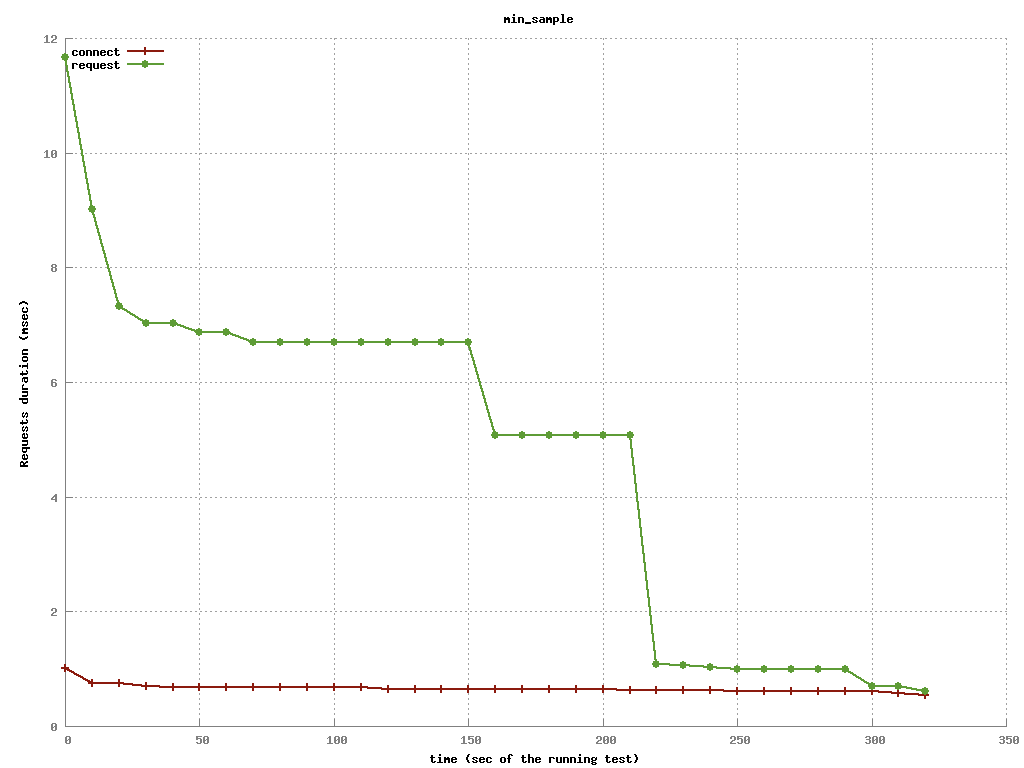 min_sample
12
connect
request
10
8
6
4
2
0
Requests duration (msec)
0 50 100 150 200 250 300 350
time (sec of the running test)